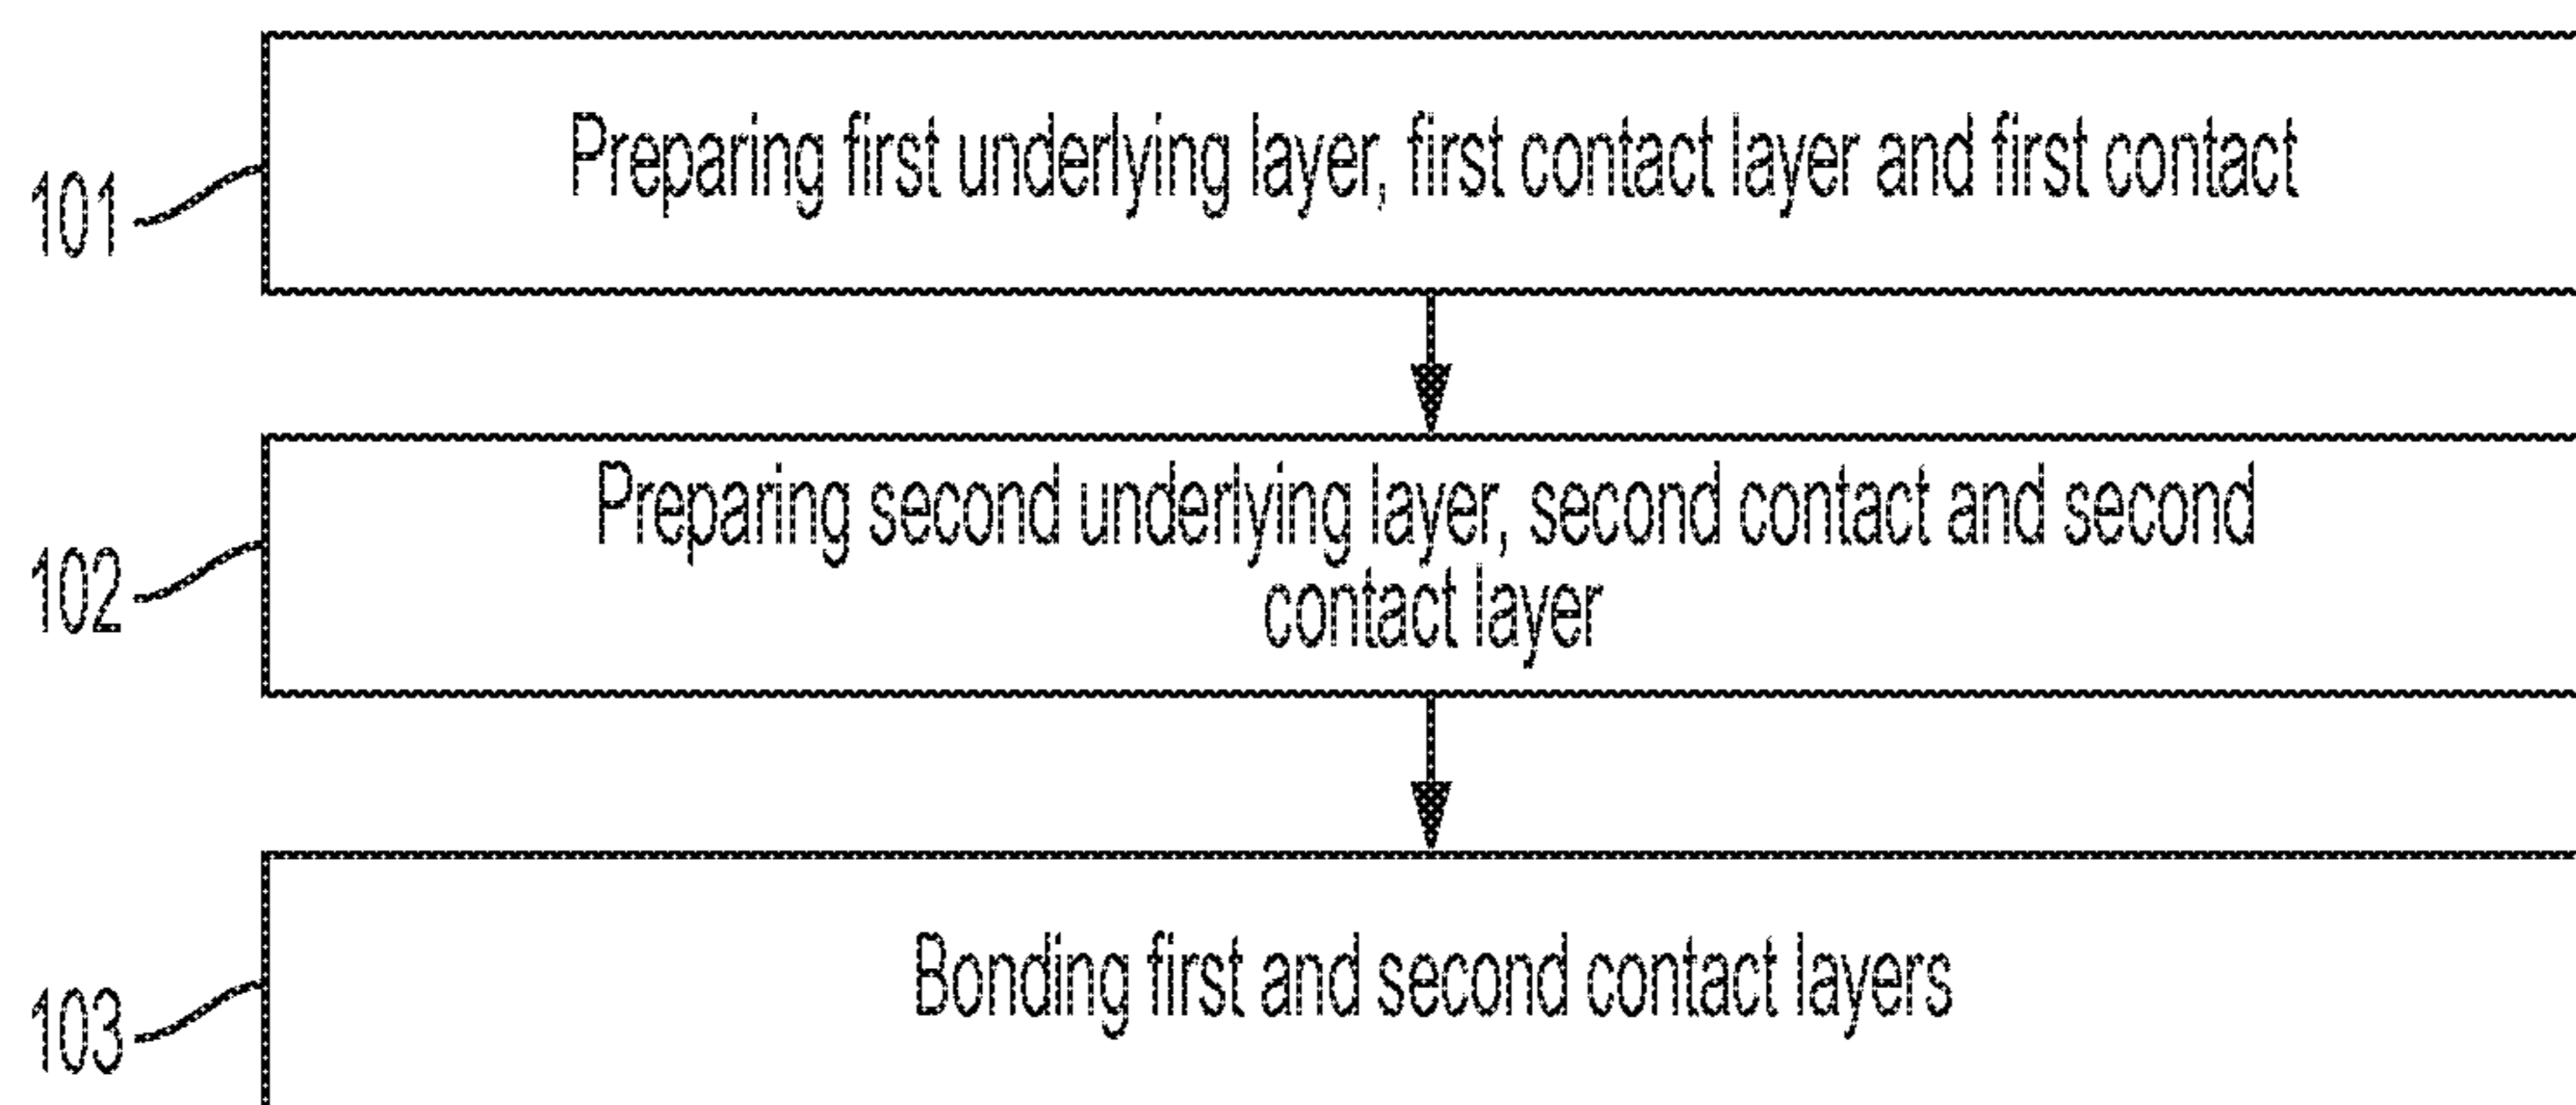 Preparing first underlying layer, first contact layer and first contact
101
Preparing second underlying layer, second contact and second
contact layer
102
Bonding first and second contact layers
103